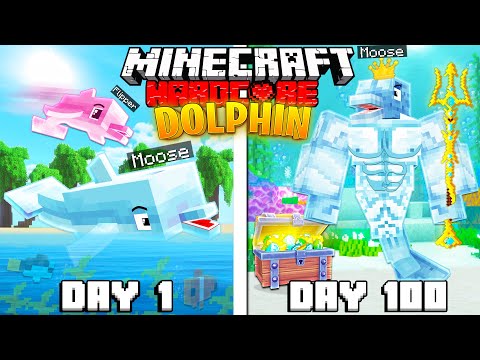 MINECRAFT
HARDCORE
DOLPHIN
Moose
Flipper
Moose
DAY 1
DAY 100